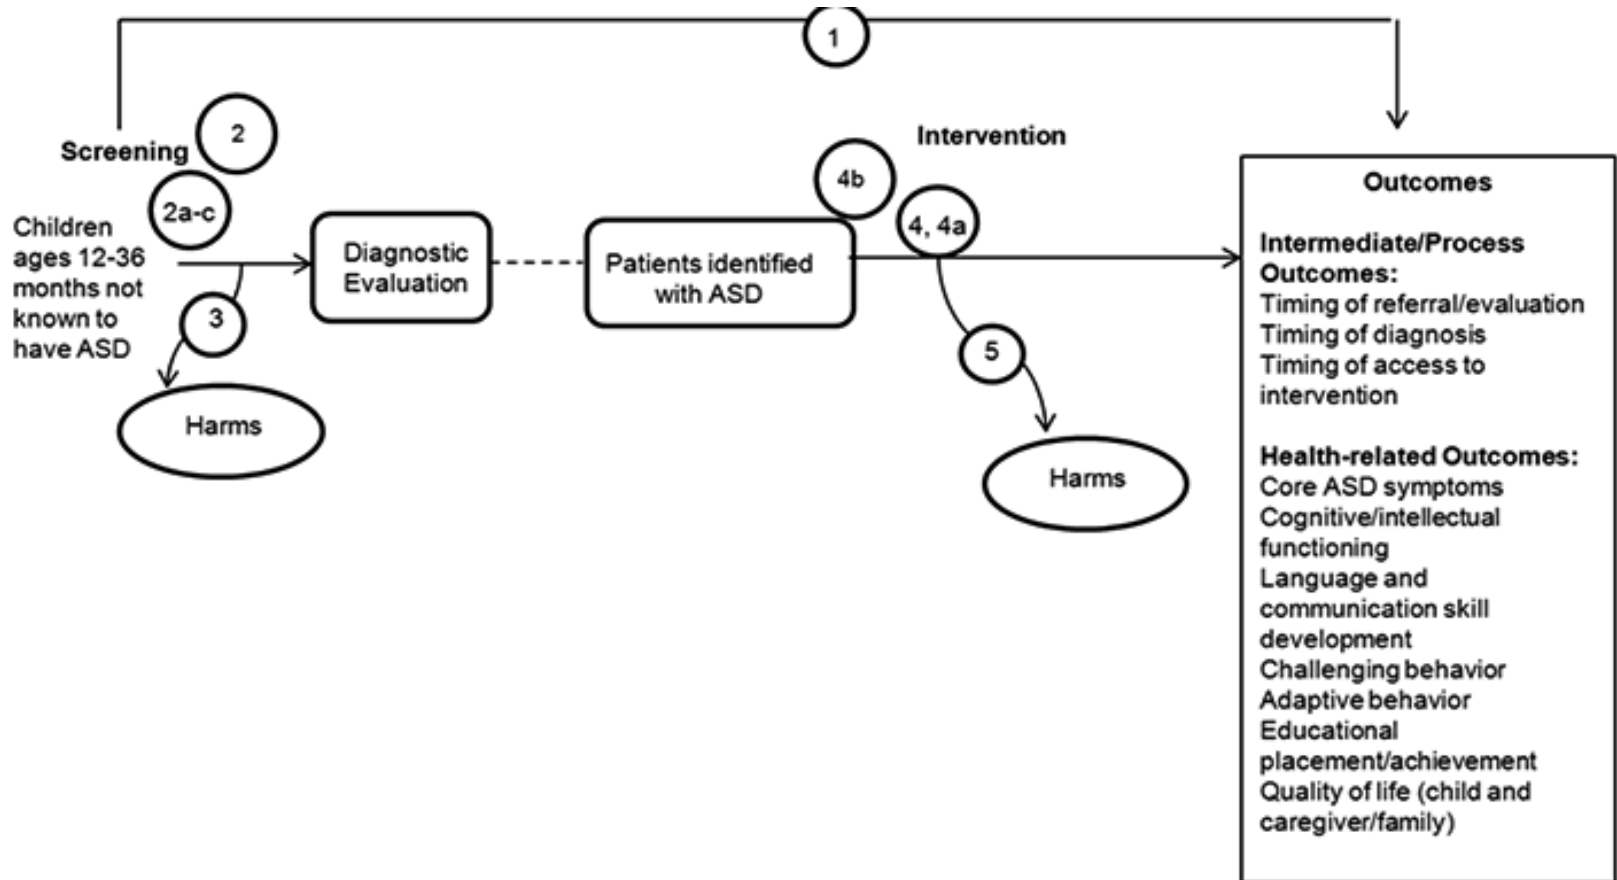 1
Screening
2
2a-c
Children
ages 12-36
months not
known to
have ASD
3
Harms
Diagnostic
Evaluation
Patients identified
with ASD
4b
Intervention
4, 4a
5
Harms
Outcomes
Intermediate/Process
Outcomes:
Timing of referral/evaluation
Timing of diagnosis
Timing of access to
intervention
Health-related Outcomes:
Core ASD symptoms
Cognitive/intellectual
functioning
Language and
communication skill
development
Challenging behavior
Adaptive behavior
Educational
placement/achievement
Quality of life (child and
caregiver/family)